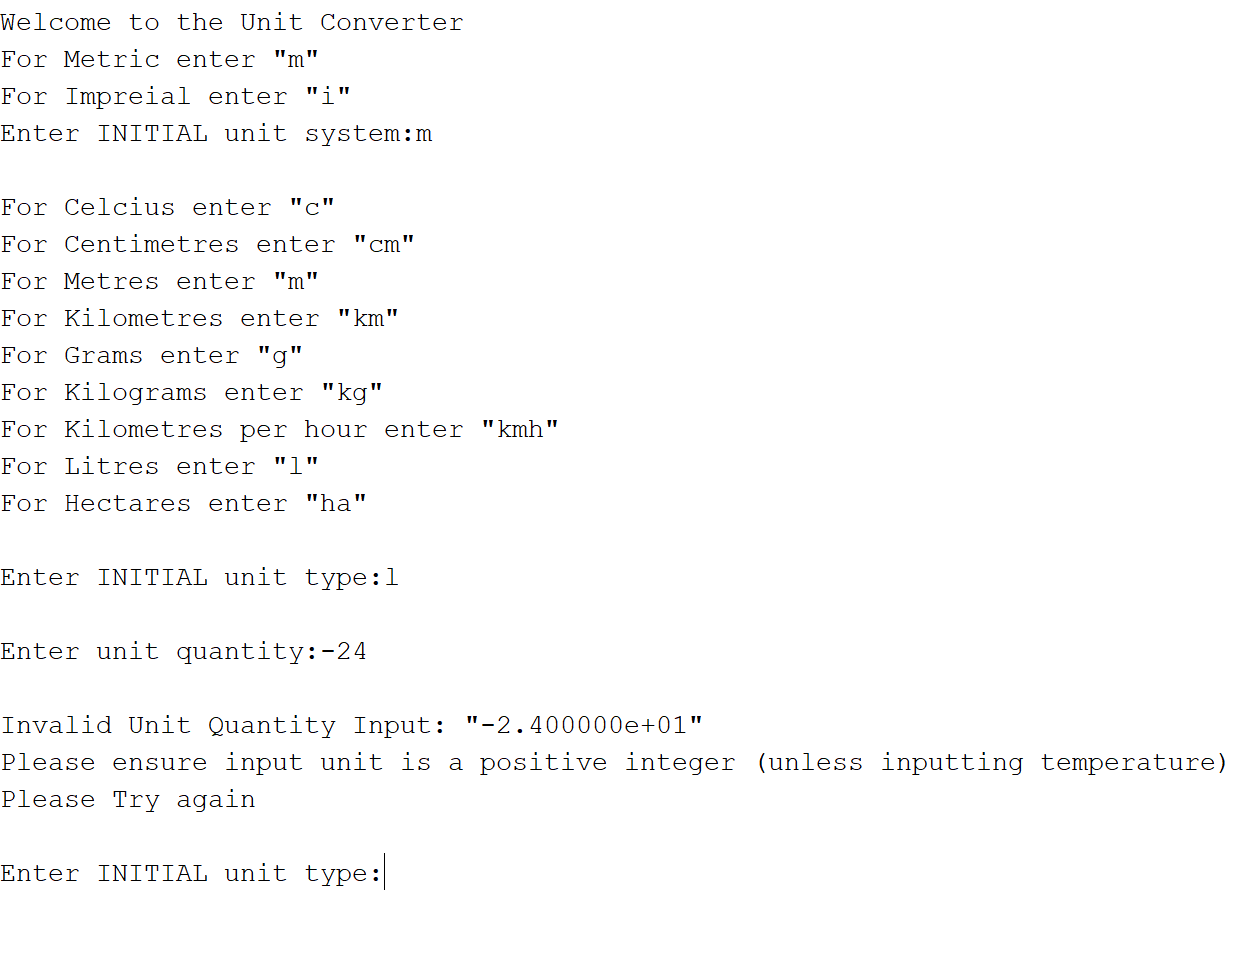 Welcome to the Unit Converter
For Metric enter "m"
For Impreial enter "i"
Enter INITIAL unit system:m
For Celcius enter "c"
For Centimetres enter "cm"
For Metres enter "m"
For Kilometres enter "km"
For Grams enter "g"
For Kilograms enter "kg"
For Kilometres per hour enter "kmh"
For Litres enter "l"
For Hectares enter "ha"
Enter INITIAL unit type:l
Enter unit quantity:-24
Invalid Unit Quantity Input: "-2.400000e+01"
Please ensure input unit is a positive integer (unless inputting temperature)
Please Try again
Enter INITIAL unit type: